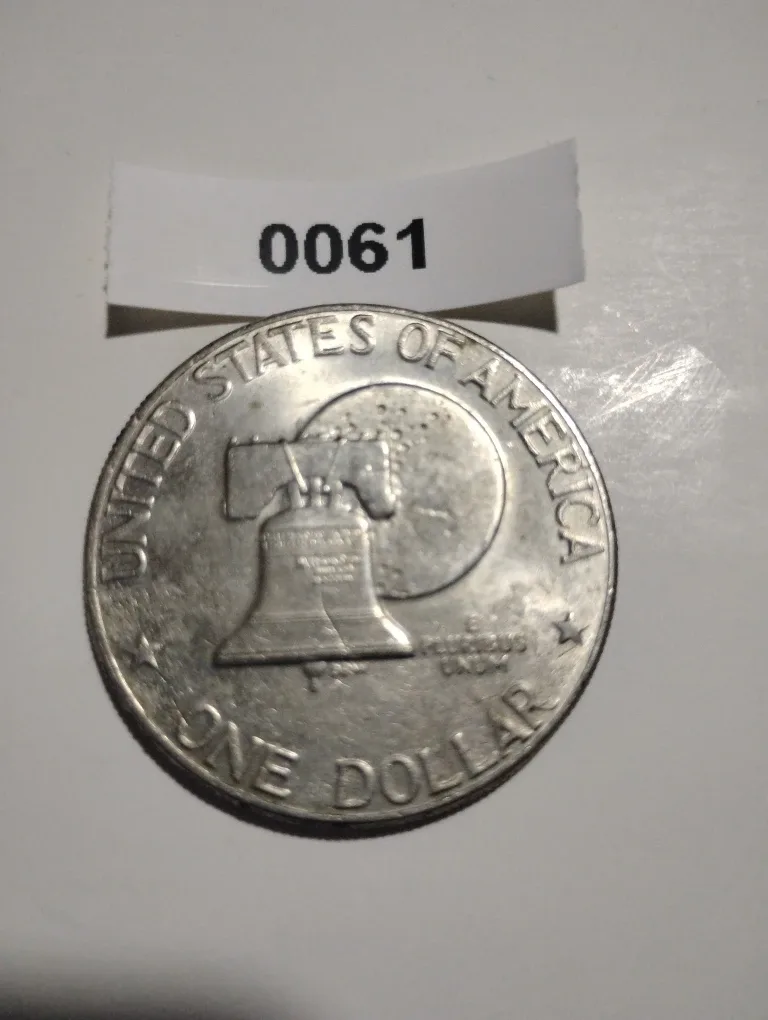 0061
UNITED STATES OF AMERICA
E
PLURIBUS
UNUM
ONE DOLLAR